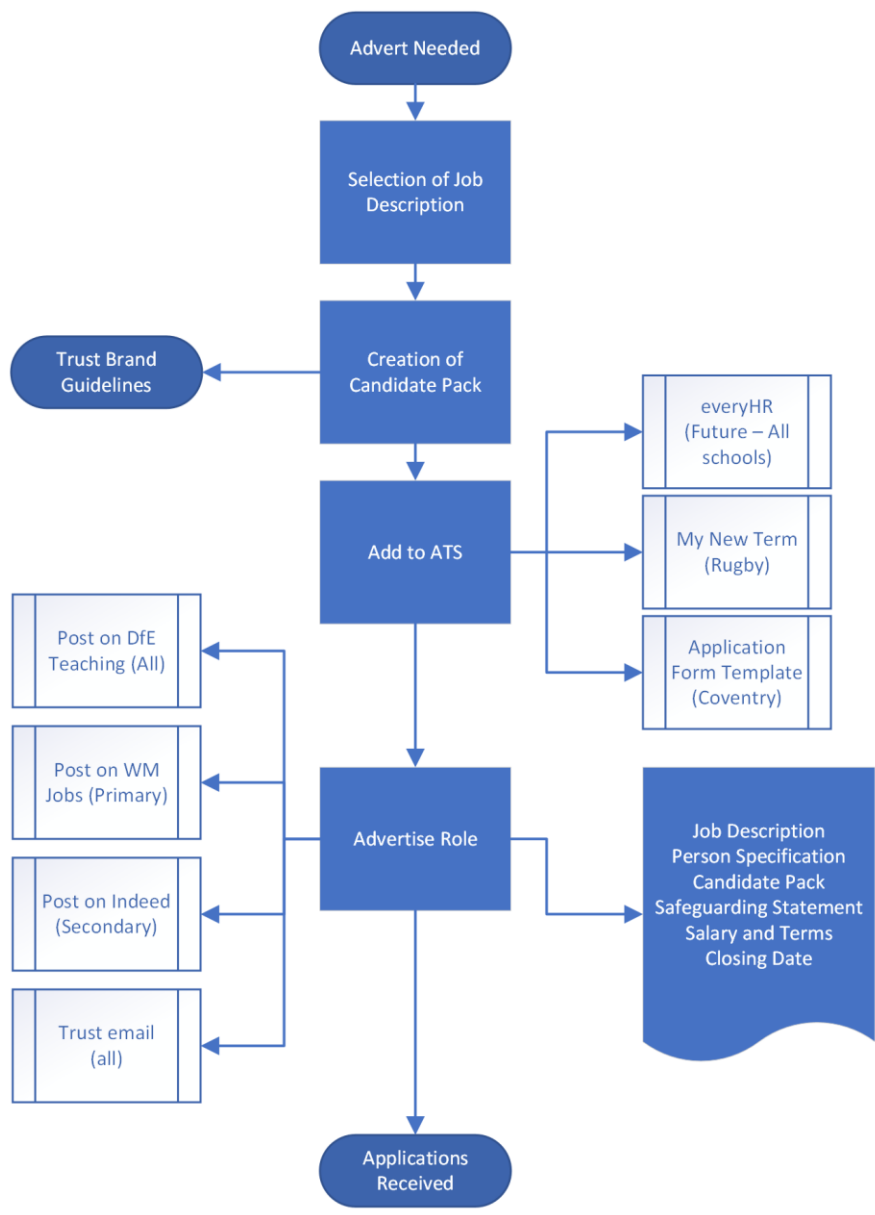 Advert Needed
Selection of Job
Description
Creation of
Candidate Pack
Trust Brand
Guidelines
everyHR
(Future – All
schools)
Add to ATS
My New Term
(Rugby)
Application
Form Template
(Coventry)
Post on DfE
Teaching (All)
Post on WM
Jobs (Primary)
Post on Indeed
(Secondary)
Trust email
(all)
Advertise Role
Job Description
Person Specification
Candidate Pack
Safeguarding Statement
Salary and Terms
Closing Date
Applications
Received